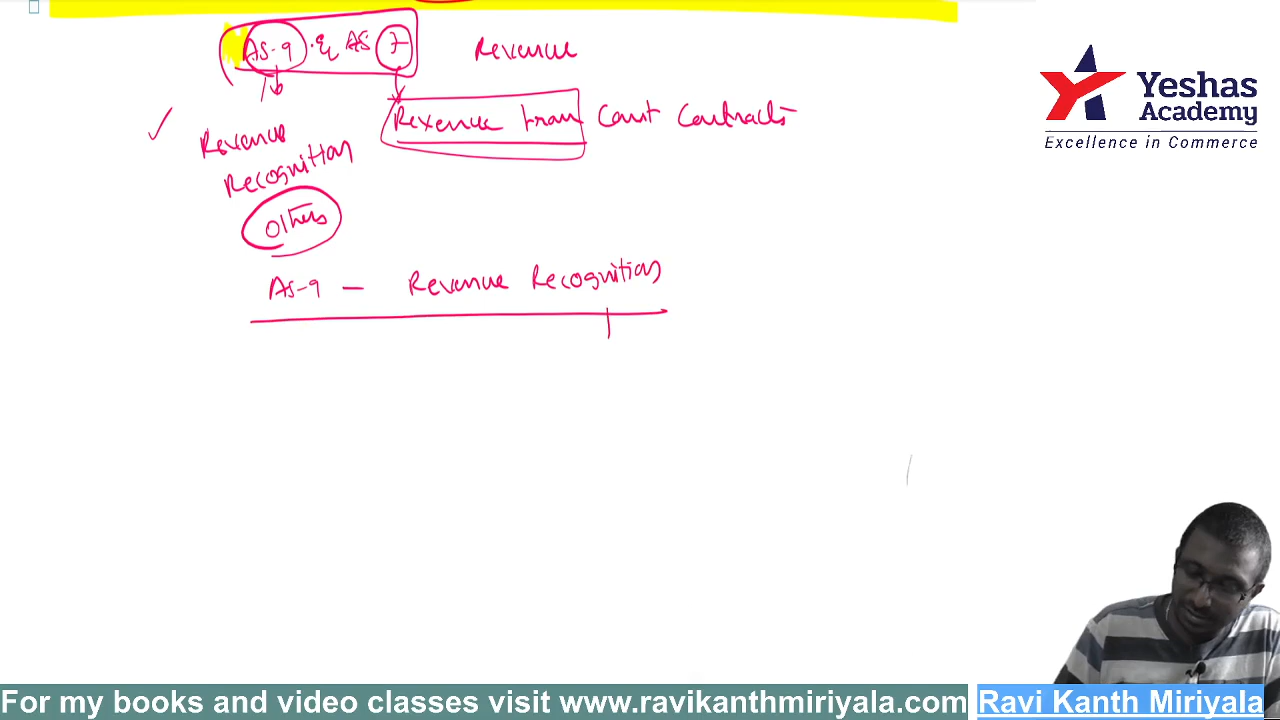 AS-9 & AS 7 Revenue
Revenue from Const Contracts
Revenue
Recognition
others
AS-9 — Revenue Recognition
Yeshas
Academy
Excellence in Commerce
For my books and video classes visit www.ravikanthmiriyala.com Ravi Kanth Miriyala